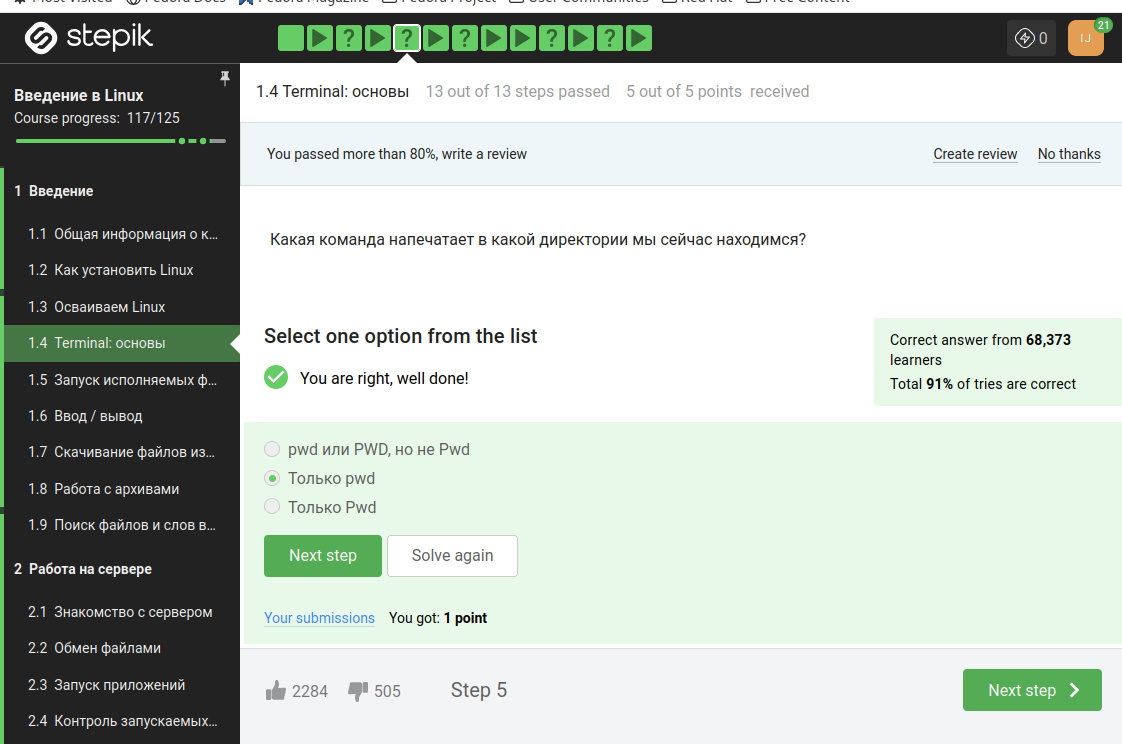 Most Visited Fedora Docs Fedora Magazine Fedora Project User Communities Red Hat Free Content
stepik
? ? ? ? ?
0
IJ
21
Введение в Linux
Course progress: 117/125
1 Введение
1.1 Общая информация о к...
1.2 Как установить Linux
1.3 Осваиваем Linux
1.4 Terminal: основы
1.5 Запуск исполняемых ф...
1.6 Ввод / вывод
1.7 Скачивание файлов из...
1.8 Работа с архивами
1.9 Поиск файлов и слов в...
2 Работа на сервере
2.1 Знакомство с сервером
2.2 Обмен файлами
2.3 Запуск приложений
2.4 Контроль запускаемых...
1.4 Terminal: основы 13 out of 13 steps passed 5 out of 5 points received
You passed more than 80%, write a review Create review No thanks
Какая команда напечатает в какой директории мы сейчас находимся?
Select one option from the list
You are right, well done!
Correct answer from 68,373
learners
Total 91% of tries are correct
pwd или PWD, но не Pwd
Только pwd
Только Pwd
Next step Solve again
Your submissions You got: 1 point
2284 505 Step 5 Next step